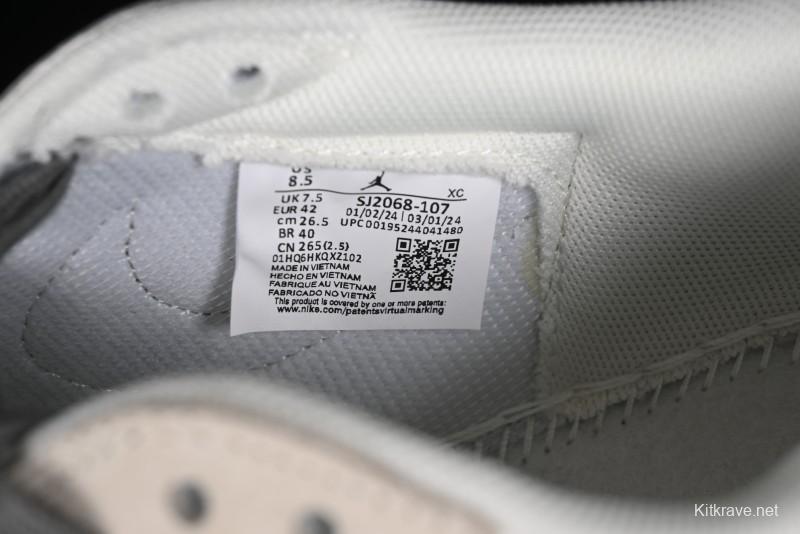 US
8.5
XC
UK 7.5
SJ2068-107
EUR 42
01/02/24 | 03/01/24
cm 26.5
UPC 00195244041480
BR 40
CN 265(2.5)
01HQ6HKQXZ102
MADE IN VIETNAM
HECHO EN VIETNAM
FABRIQUE AU VIETNAM
FABRICADO NO VIETNÃ
This product is covered by one or more patents:
www.nike.com/patentsvirtualmarking
Kitkrave.net